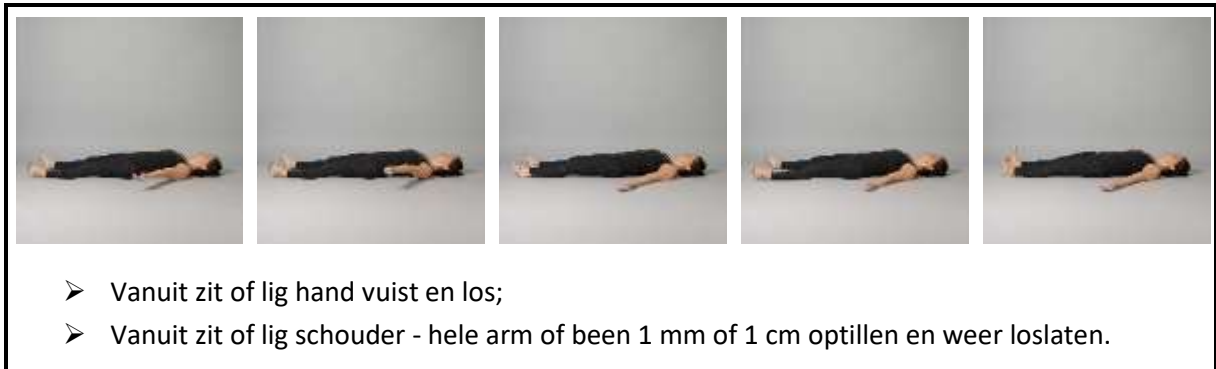 ➢ Vanuit zit of lig hand vuist en los;
➢ Vanuit zit of lig schouder - hele arm of been 1 mm of 1 cm optillen en weer loslaten.